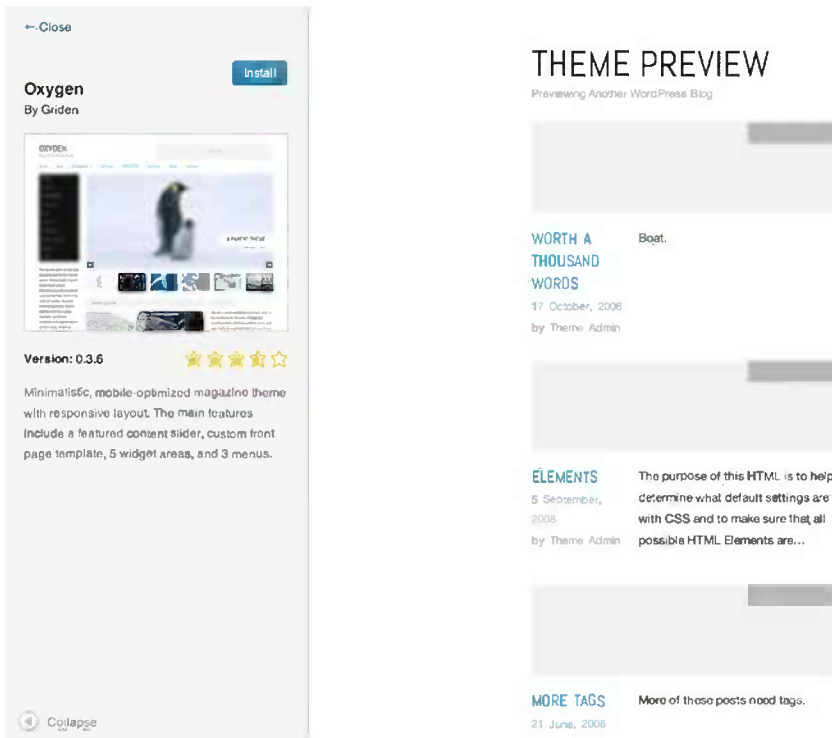 ← Close
Install
Oxygen
By Griden
OXYGEN
Version: 0.3.6
Minimalistic, mobile-optimized magazine theme
with responsive layout. The main features
include a featured content slider, custom front
page template, 5 widget areas, and 3 menus.
Collapse
THEME PREVIEW
Previewing Another WordPress Blog
WORTH A
THOUSAND
WORDS
17 October, 2008
by Theme Admin
Boat.
ELEMENTS
5 September,
2008
by Theme Admin
The purpose of this HTML is to help
determine what default settings are
with CSS and to make sure that all
possible HTML Elements are...
MORE TAGS
21 June, 2008
More of these posts need tags.